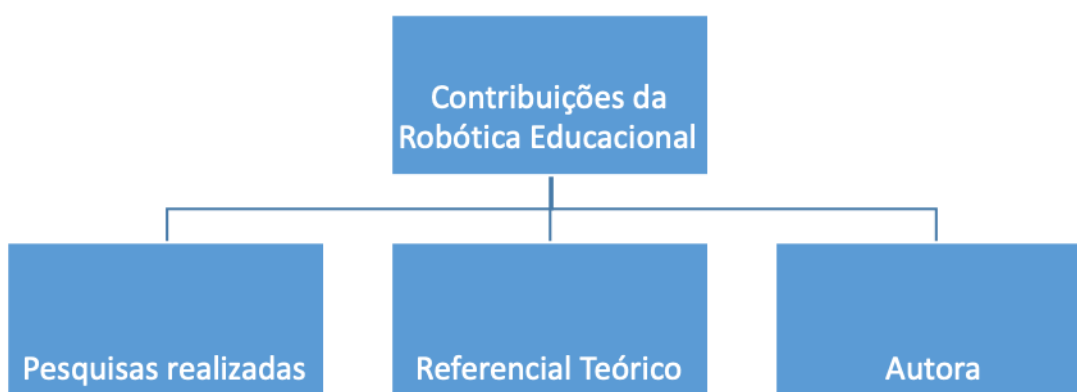 Contribuições da
Robótica Educacional
Pesquisas realizadas
Referencial Teórico
Autora